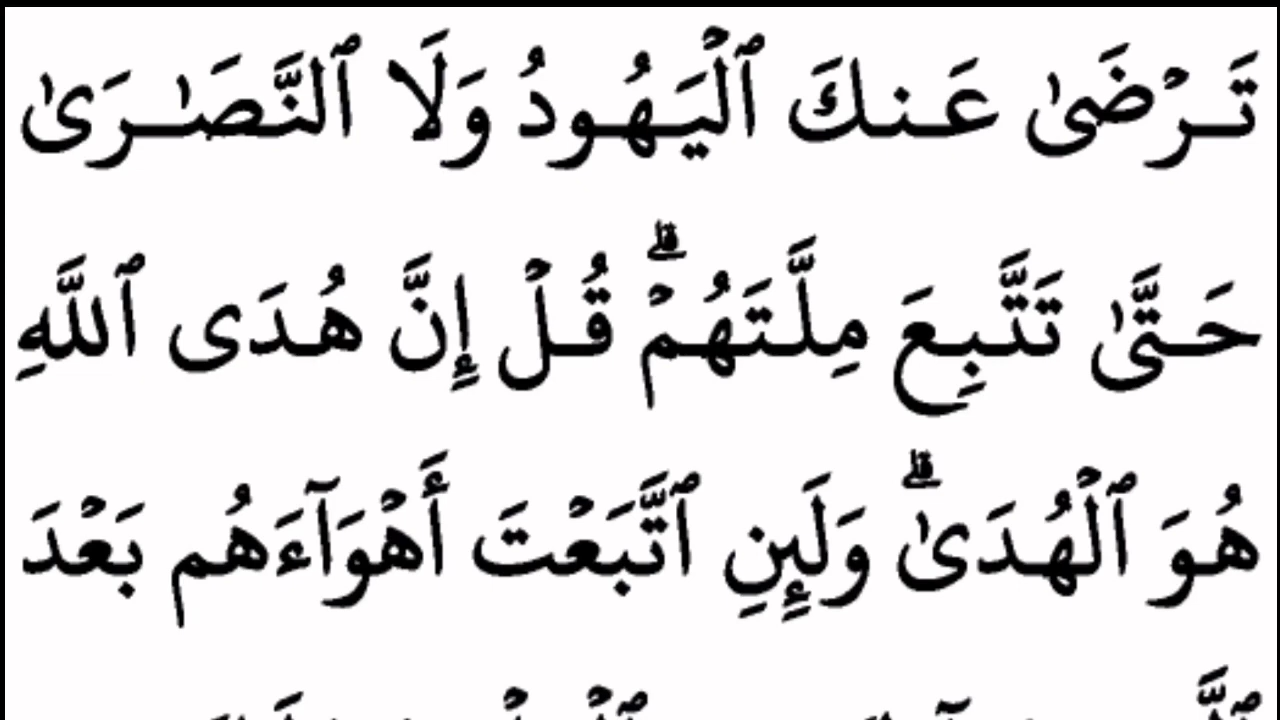 تَرۡضَىٰ عَنكَ ٱلۡيَهُودُ وَلَا ٱلنَّصَـٰرَىٰ
حَتَّىٰ تَتَّبِعَ مِلَّتَهُمۡۗ قُلۡ إِنَّ هُدَى ٱللَّهِ
هُوَ ٱلۡهُدَىٰۗ وَلَئِنِ ٱتَّبَعۡتَ أَهۡوَآءَهُم بَعۡدَ